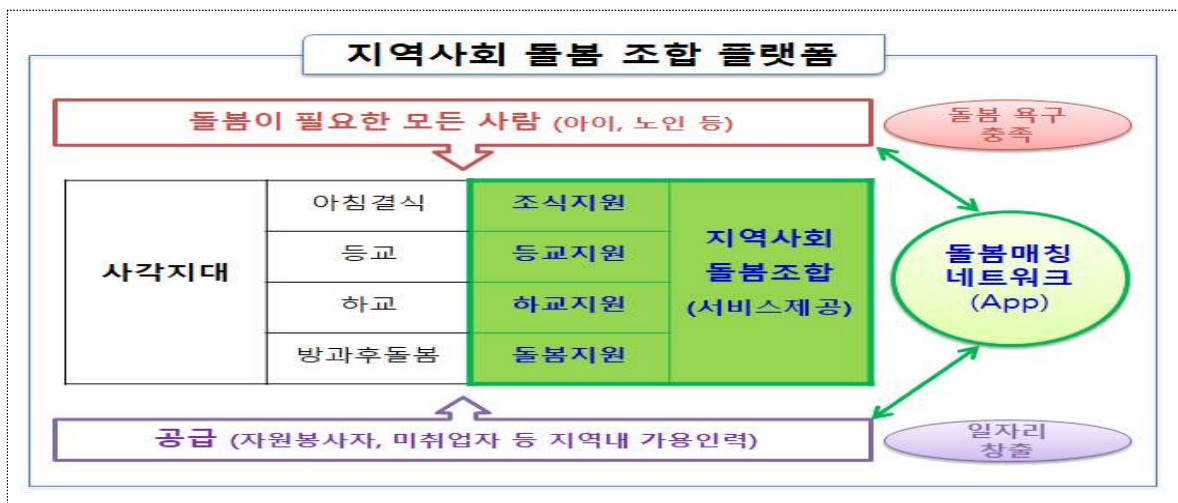 지역사회 돌봄 조합 플랫폼
돌봄이 필요한 모든 사람 (아이, 노인 등)
돌봄 욕구
충족
사각지대
아침결식
조식지원
등교
등교지원
하교
하교지원
방과후돌봄
돌봄지원
지역사회
돌봄조합
(서비스제공)
돌봄매칭
네트워크
(App)
공급 (자원봉사자, 미취업자 등 지역내 가용인력)
일자리
창출